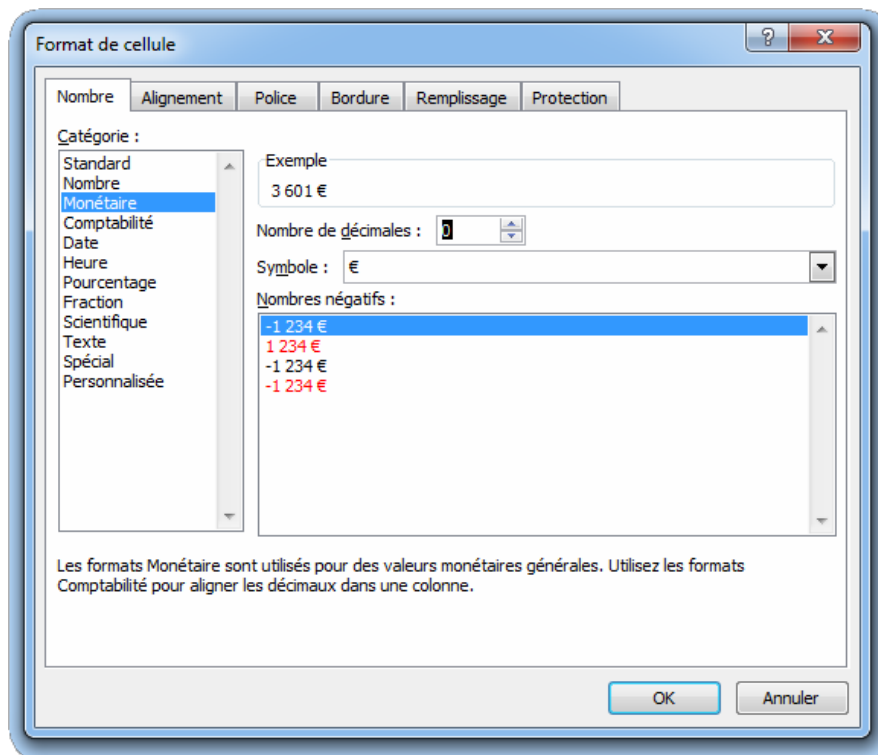 Format de cellule
?
X
Nombre Alignement Police Bordure Remplissage Protection
Catégorie :
Standard
Nombre
Monétaire
Comptabilité
Date
Heure
Pourcentage
Fraction
Scientifique
Texte
Spécial
Personnalisée
Exemple
3 601 €
Nombre de décimales : 0
Symbole : €
Nombres négatifs :
-1 234 €
1 234 €
-1 234 €
-1 234 €
Les formats Monétaire sont utilisés pour des valeurs monétaires générales. Utilisez les formats
Comptabilité pour aligner les décimaux dans une colonne.
OK Annuler